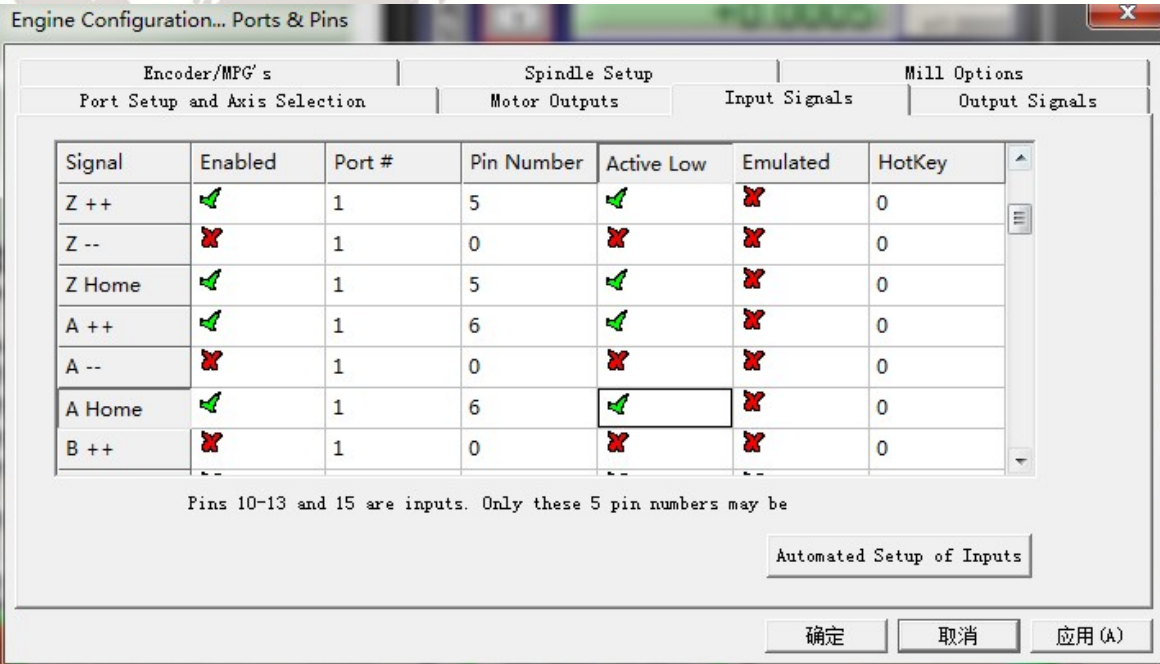 Engine Configuration... Ports & Pins
Encoder/MPG's Spindle Setup Mill Options
Port Setup and Axis Selection Motor Outputs Input Signals Output Signals
Signal Enabled Port # Pin Number Active Low Emulated HotKey
Z ++ 1 5 0
Z -- 1 0 0
Z Home 1 5 0
A ++ 1 6 0
A -- 1 0 0
A Home 1 6 0
B ++ 1 0 0
Pins 10-13 and 15 are inputs. Only these 5 pin numbers may be
Automated Setup of Inputs
确定 取消 应用(A)